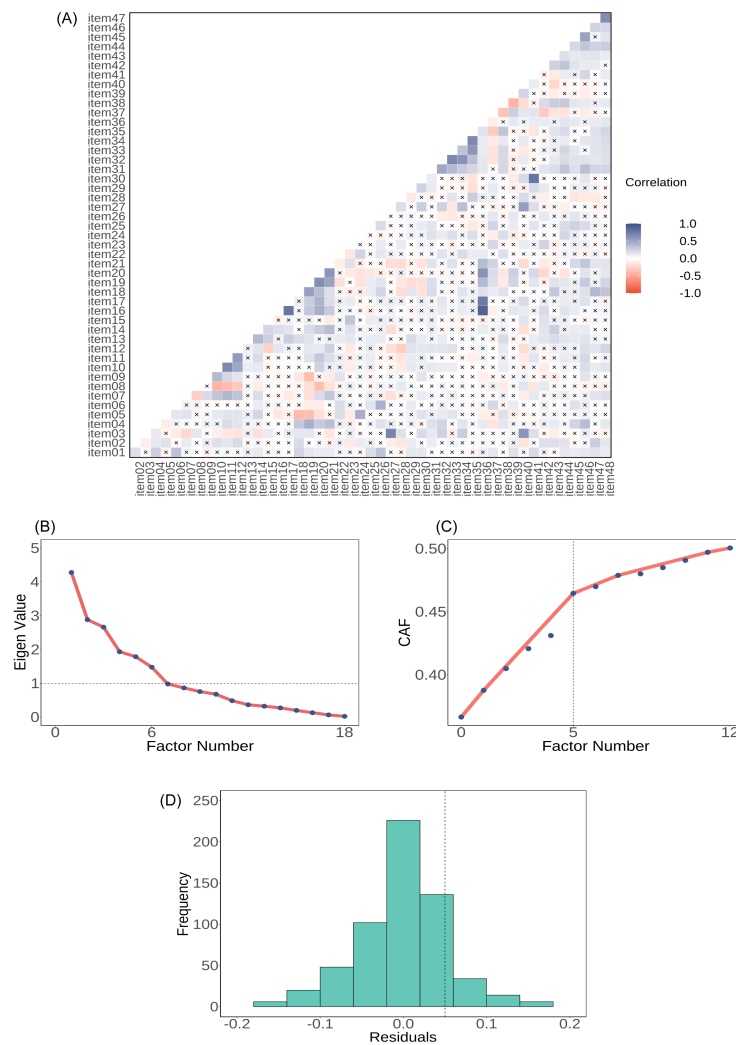 (A)
item47
item46
item45
item44
item43
item42
item41
item40
item39
item38
item37
item36
item35
item34
item33
item32
item31
item30
item29
item28
item27
item26
item25
item24
item23
item22
item21
item20
item19
item18
item17
item16
item15
item14
item13
item12
item11
item10
item09
item08
item07
item06
item05
item04
item03
item02
item01
item02
item03
item04
item05
item06
item07
item08
item09
item10
item11
item12
item13
item14
item15
item16
item17
item18
item19
item20
item21
item22
item23
item24
item25
item26
item27
item28
item29
item30
item31
item32
item33
item34
item35
item36
item37
item38
item39
item40
item41
item42
item43
item44
item45
item46
item47
item48
Correlation
1.0
0.5
0.0
-0.5
-1.0
(B)
5
4
3
2
1
0
Eigen Value
0 6 18
Factor Number
(C)
0.50
0.45
0.40
CAF
0 5 12
Factor Number
(D)
250
200
150
100
50
0
Frequency
-0.2 -0.1 0.0 0.1 0.2
Residuals